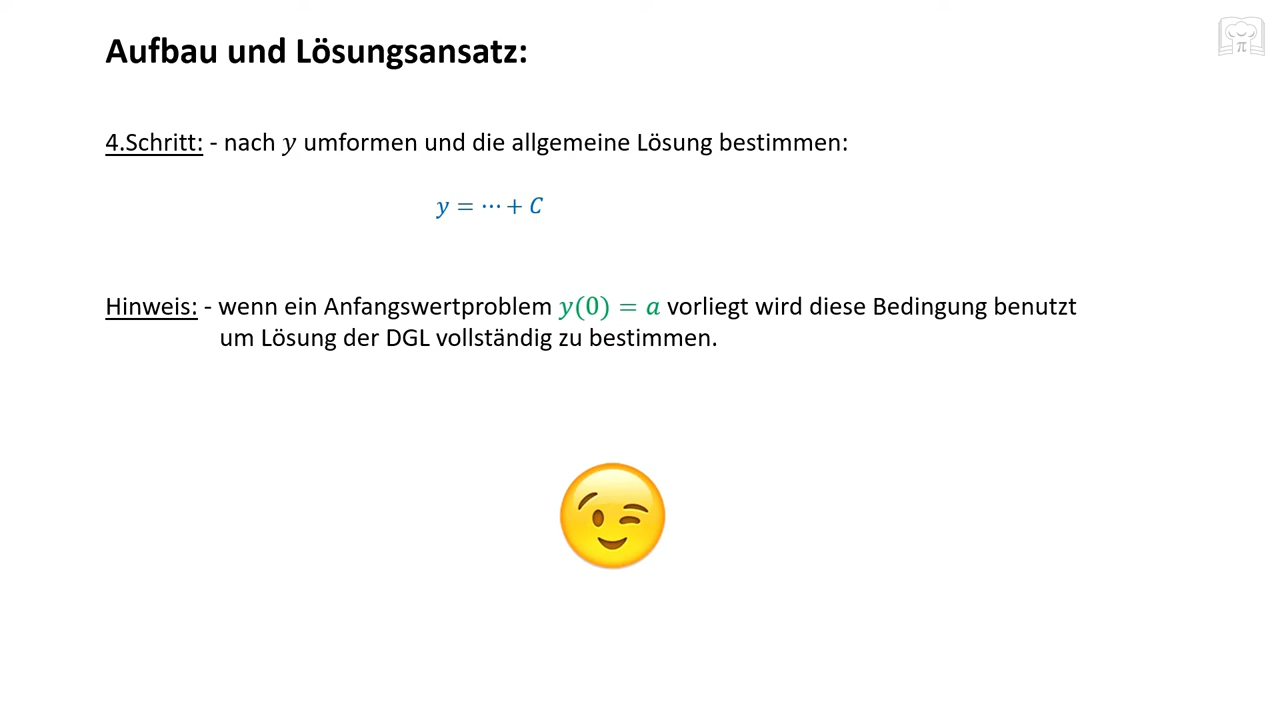 Aufbau und Lösungsansatz:
4.Schritt: - nach y umformen und die allgemeine Lösung bestimmen:
y = ⋯ + C
Hinweis: - wenn ein Anfangswertproblem y(0) = a vorliegt wird diese Bedingung benutzt
um Lösung der DGL vollständig zu bestimmen.
π